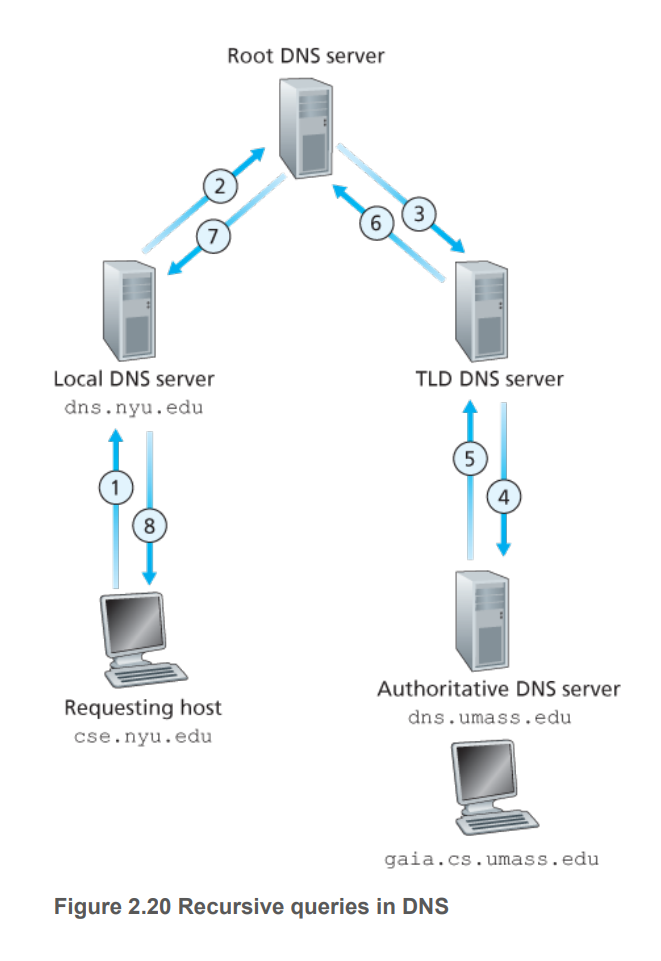 Root DNS server
2
7
6
3
Local DNS server
dns.nyu.edu
TLD DNS server
1
8
5
4
Requesting host
cse.nyu.edu
Authoritative DNS server
dns.umass.edu
gaia.cs.umass.edu
Figure 2.20 Recursive queries in DNS